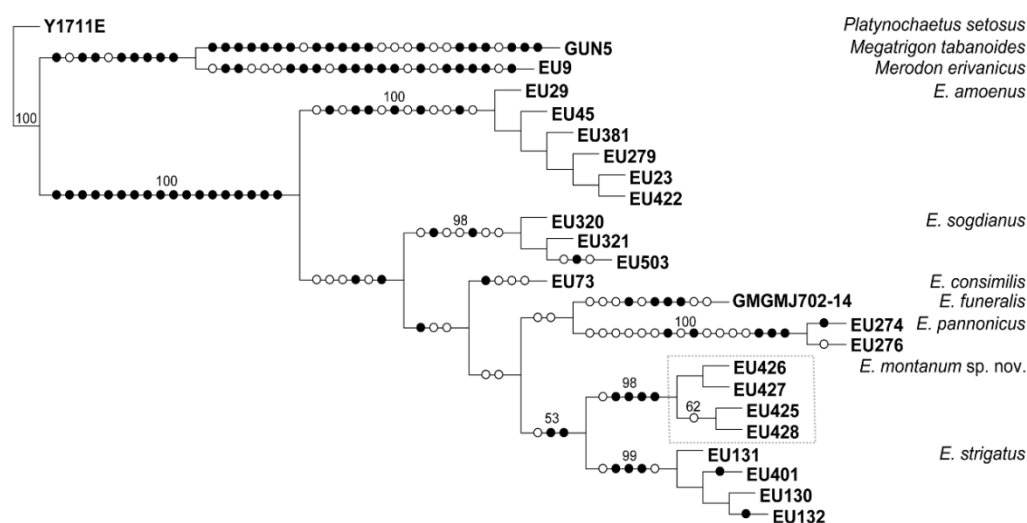 Y1711E Platynochaetus setosus
GUN5 Megatrigon tabanoides
EU9 Merodon erivanicus
EU29 E. amoenus
100
EU45
100
EU381
EU279
100
EU23
EU422
EU320 E. sogdianus
98
EU321
EU503
EU73 E. consimilis
GMGMJ702-14 E. funeralis
100
EU274 E. pannonicus
EU276
EU426 E. montanum sp. nov.
98
EU427
62
EU425
53
EU428
EU131 E. strigatus
99
EU401
EU130
EU132